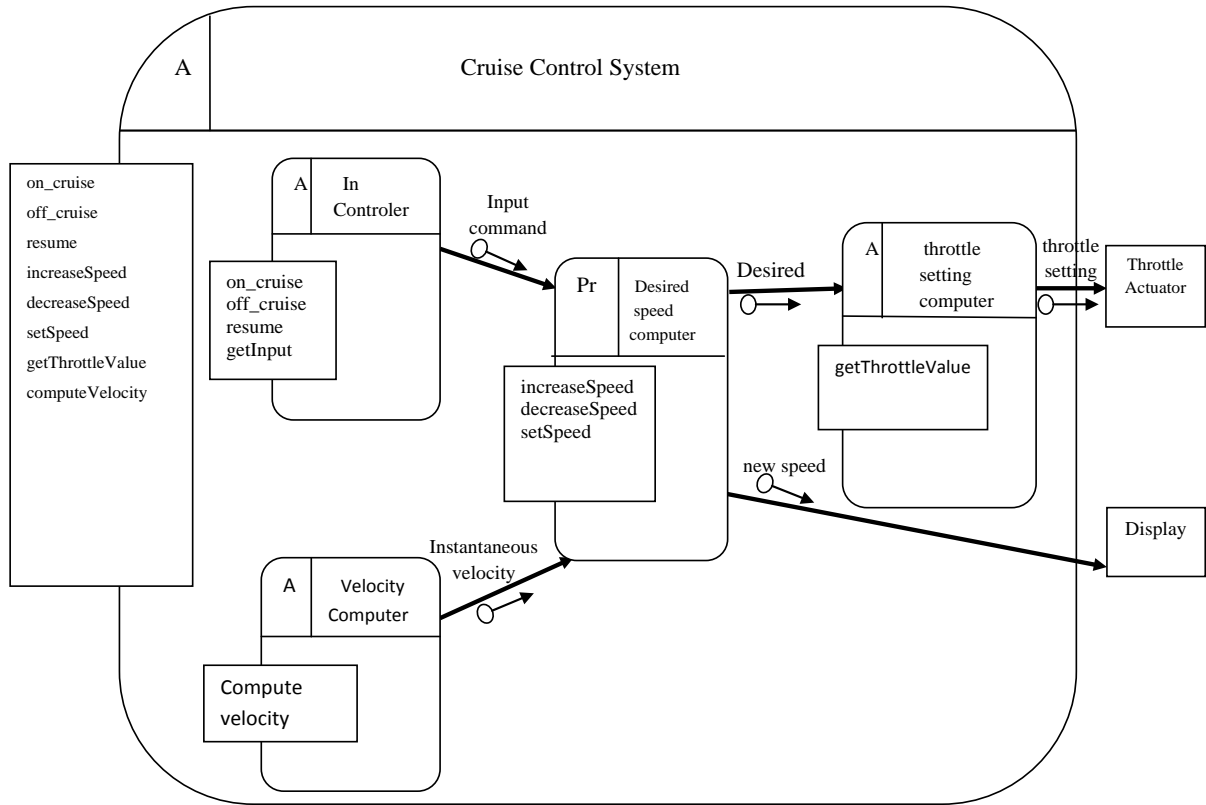 A
Cruise Control System
on_cruise
off_cruise
resume
increaseSpeed
decreaseSpeed
setSpeed
getThrottleValue
computeVelocity
A
In
Controler
on_cruise
off_cruise
resume
getInput
Input
command
Pr
Desired
speed
computer
increaseSpeed
decreaseSpeed
setSpeed
Desired
A
throttle
setting
computer
getThrottleValue
throttle
setting
Throttle
Actuator
new speed
Display
Instantaneous
velocity
A
Velocity
Computer
Compute
velocity